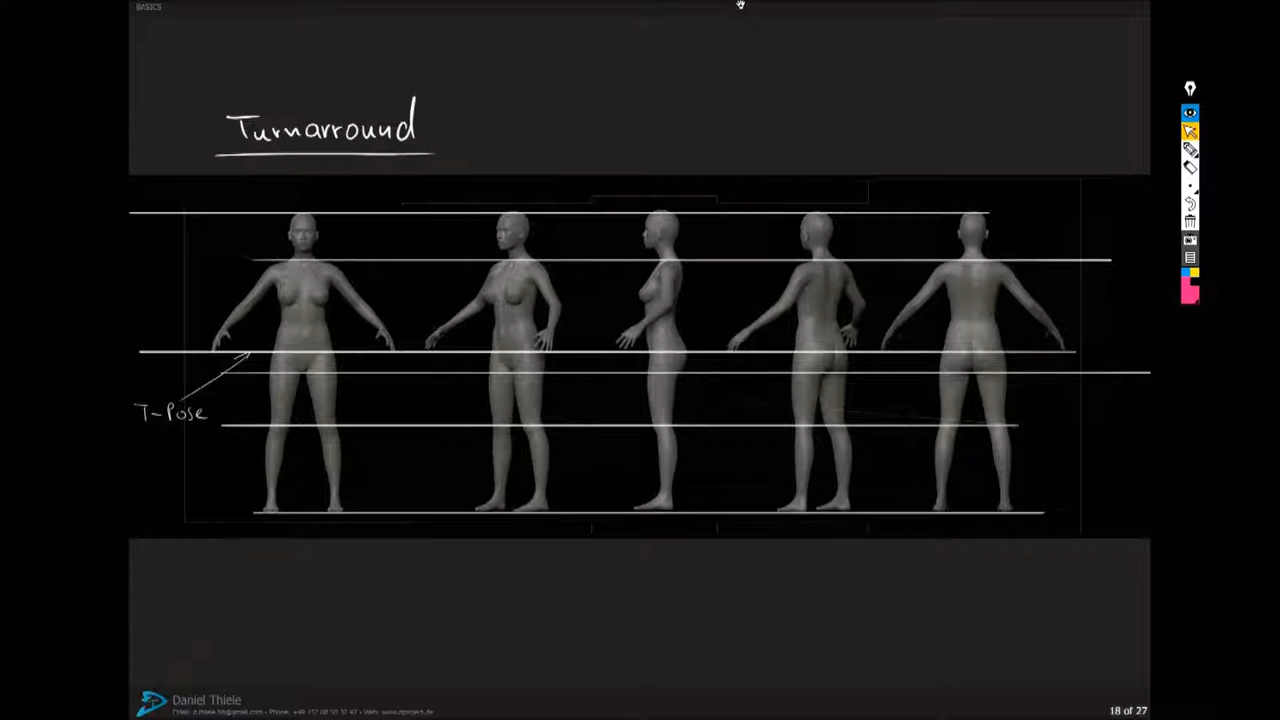 BASICS
Turnarround
T-Pose
Daniel Thiele
18 of 27